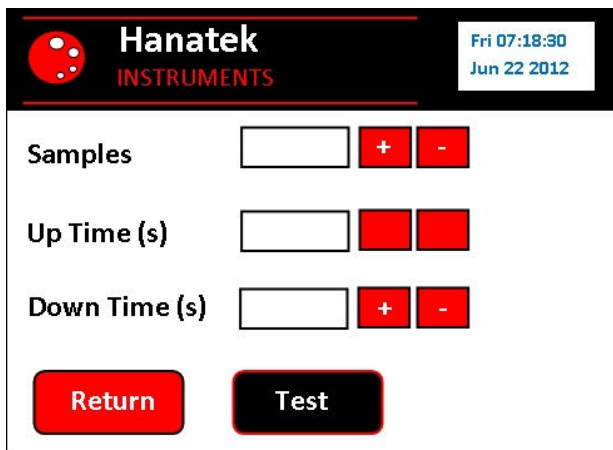 Hanatek
INSTRUMENTS
Fri 07:18:30
Jun 22 2012
Samples + -
Up Time (s)
Down Time (s) + -
Return Test